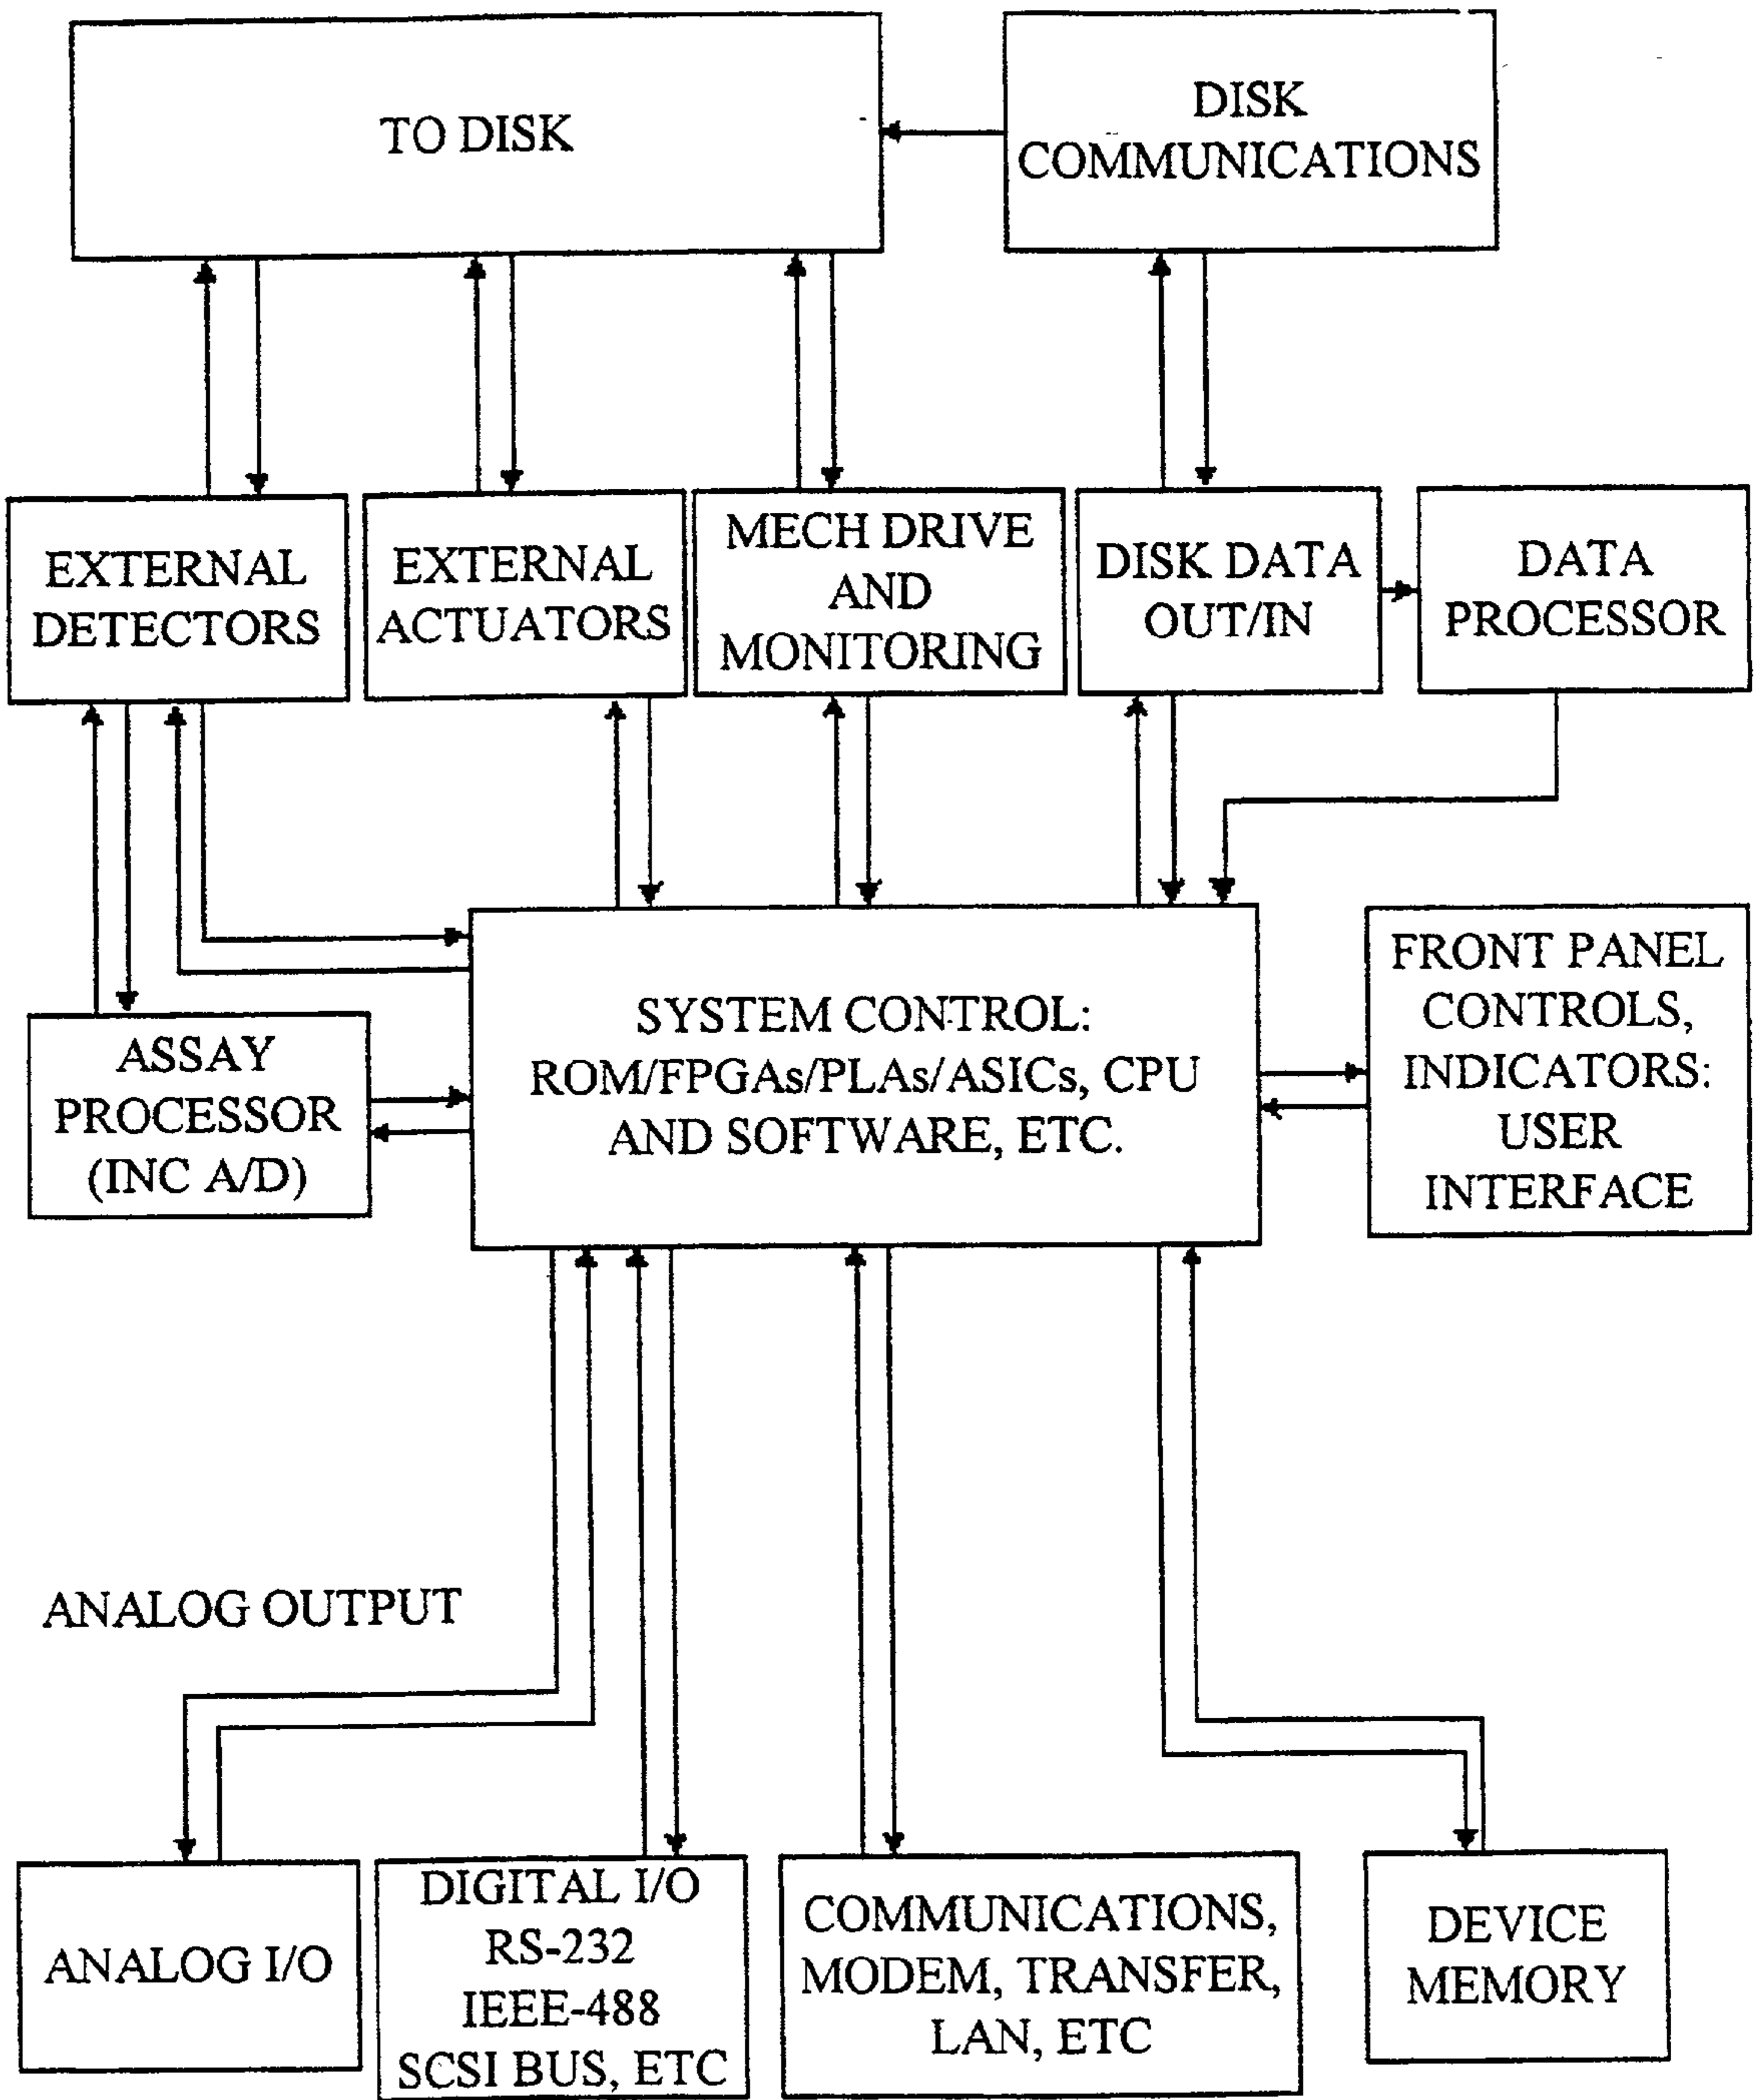 TO DISK
DISK
COMMUNICATIONS
EXTERNAL
DETECTORS
EXTERNAL
ACTUATORS
MECH DRIVE
AND
MONITORING
DISK DATA
OUT/IN
DATA
PROCESSOR
ASSAY
PROCESSOR
(INC A/D)
SYSTEM CONTROL:
ROM/FPGAs/PLAs/ASICs, CPU
AND SOFTWARE, ETC.
FRONT PANEL
CONTROLS,
INDICATORS:
USER
INTERFACE
ANALOG OUTPUT
ANALOG I/O
DIGITAL I/O
RS-232
IEEE-488
SCSI BUS, ETC
COMMUNICATIONS,
MODEM, TRANSFER,
LAN, ETC
DEVICE
MEMORY